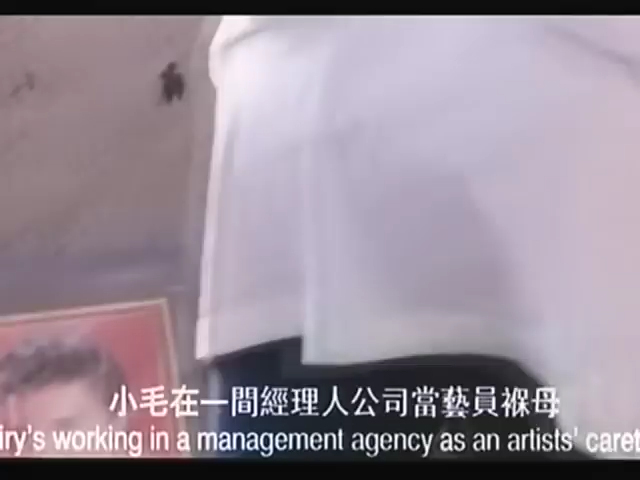 小毛在一間經理人公司當藝員褓母
iry's working in a management agency as an artists' caret